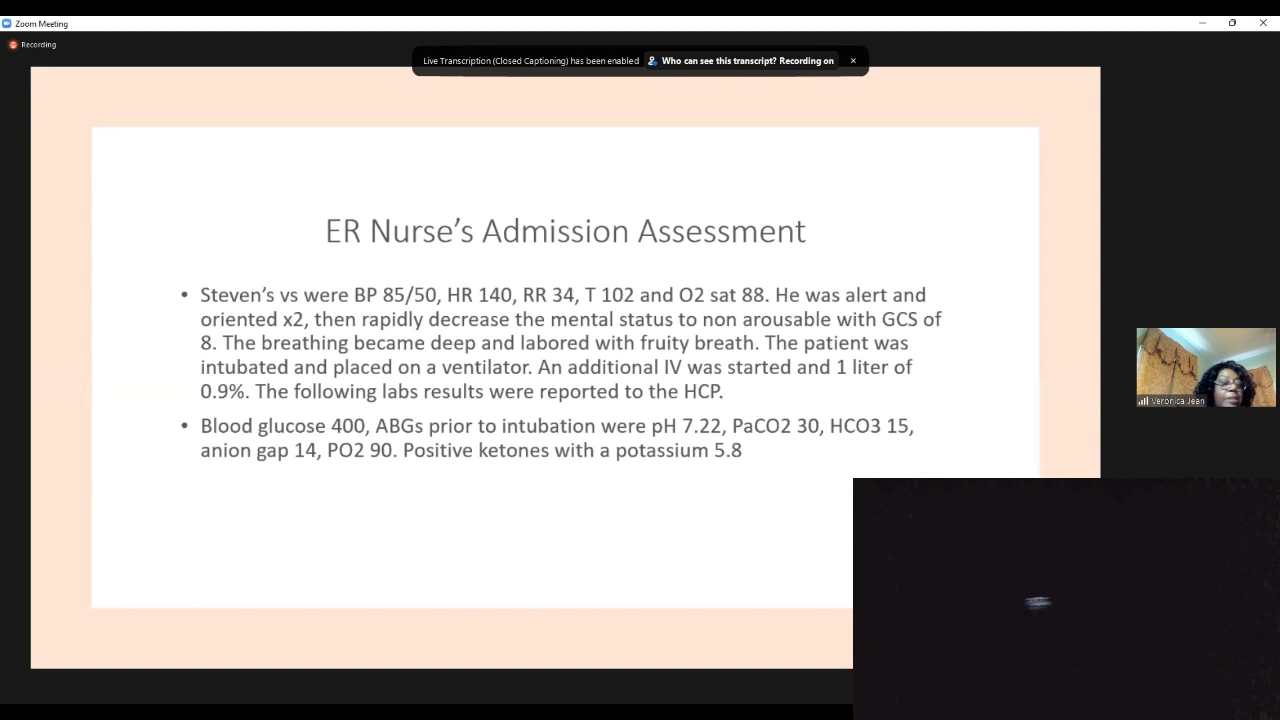 Zoom Meeting
Recording
Live Transcription (Closed Captioning) has been enabled Who can see this transcript? Recording on
ER Nurse's Admission Assessment
• Steven's vs were BP 85/50, HR 140, RR 34, T 102 and O2 sat 88. He was alert and
oriented x2, then rapidly decrease the mental status to non arousable with GCS of
8. The breathing became deep and labored with fruity breath. The patient was
intubated and placed on a ventilator. An additional IV was started and 1 liter of
0.9%. The following labs results were reported to the HCP.
• Blood glucose 400, ABGs prior to intubation were pH 7.22, PaCO2 30, HCO3 15,
anion gap 14, PO2 90. Positive ketones with a potassium 5.8
Veronica Jean